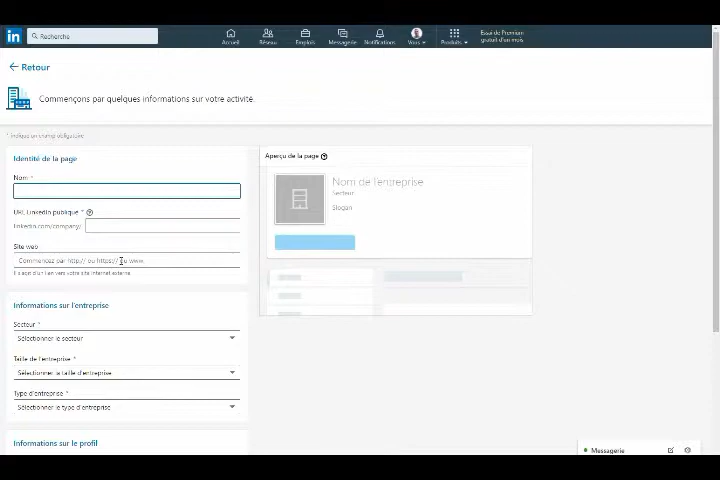 in
Recherche
Accueil
Réseau
Emplois
Messagerie
Notifications
Vous
Produits
Essai de Premium
gratuit d'un mois
Retour
Commençons par quelques informations sur votre activité.
* Indique un champ obligatoire
Identité de la page
Nom *
URL LinkedIn publique *
linkedin.com/company/
Site web
Commencez par http:// ou https:// ou www.
Il s'agit d'un lien vers votre site Internet externe
Informations sur l'entreprise
Secteur *
Sélectionner le secteur
Taille de l'entreprise *
Sélectionner la taille d'entreprise
Type d'entreprise *
Sélectionner le type d'entreprise
Informations sur le profil
Aperçu de la page
Nom de l'entreprise
Secteur
Slogan
Messagerie